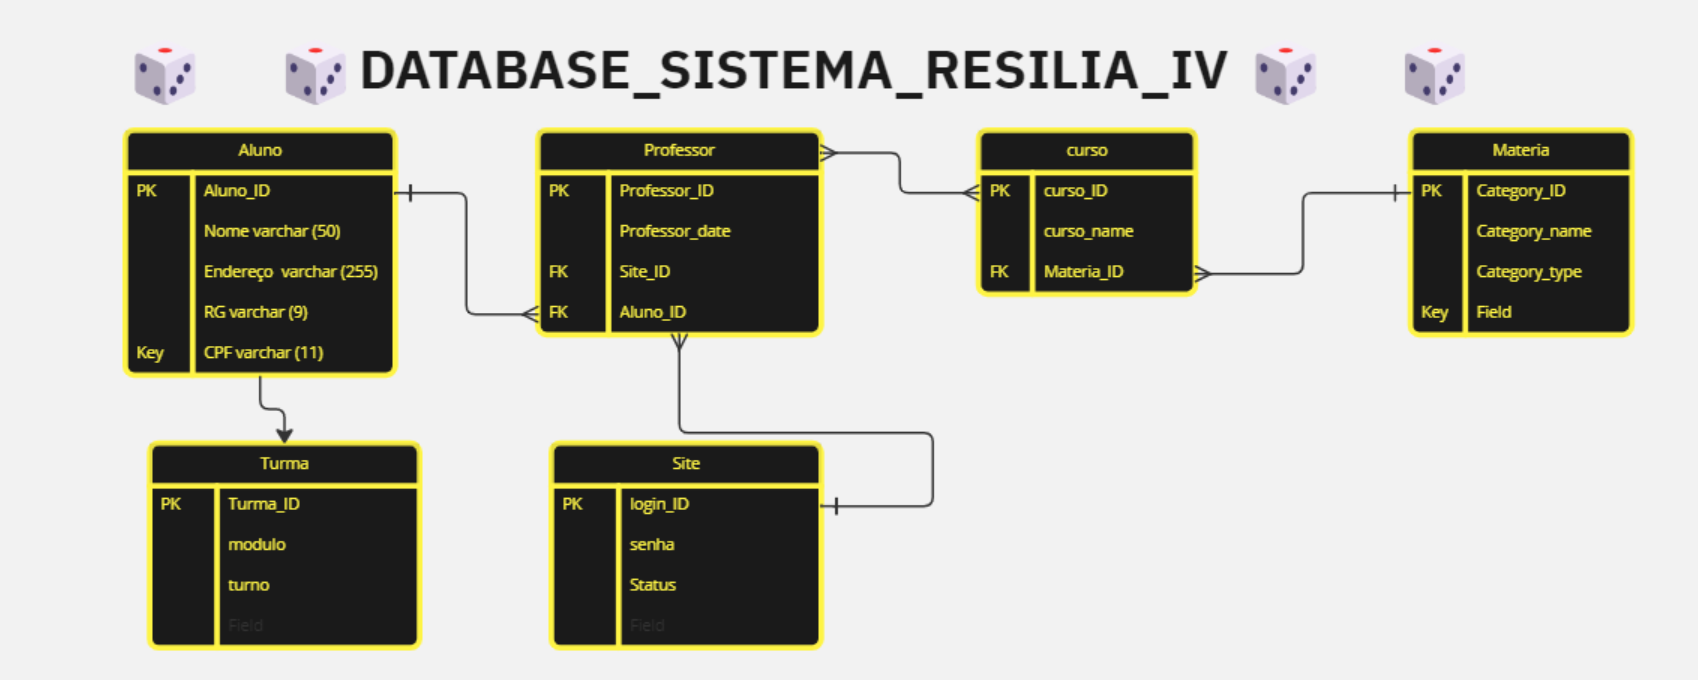 DATABASE_SISTEMA_RESILIA_IV
Aluno
PK Aluno_ID
Nome varchar (50)
Endereço varchar (255)
RG varchar (9)
Key CPF varchar (11)
Professor
PK Professor_ID
Professor_date
FK Site_ID
FK Aluno_ID
curso
PK curso_ID
curso_name
FK Materia_ID
Materia
PK Category_ID
Category_name
Category_type
Key Field
Turma
PK Turma_ID
modulo
turno
Field
Site
PK login_ID
senha
Status
Field